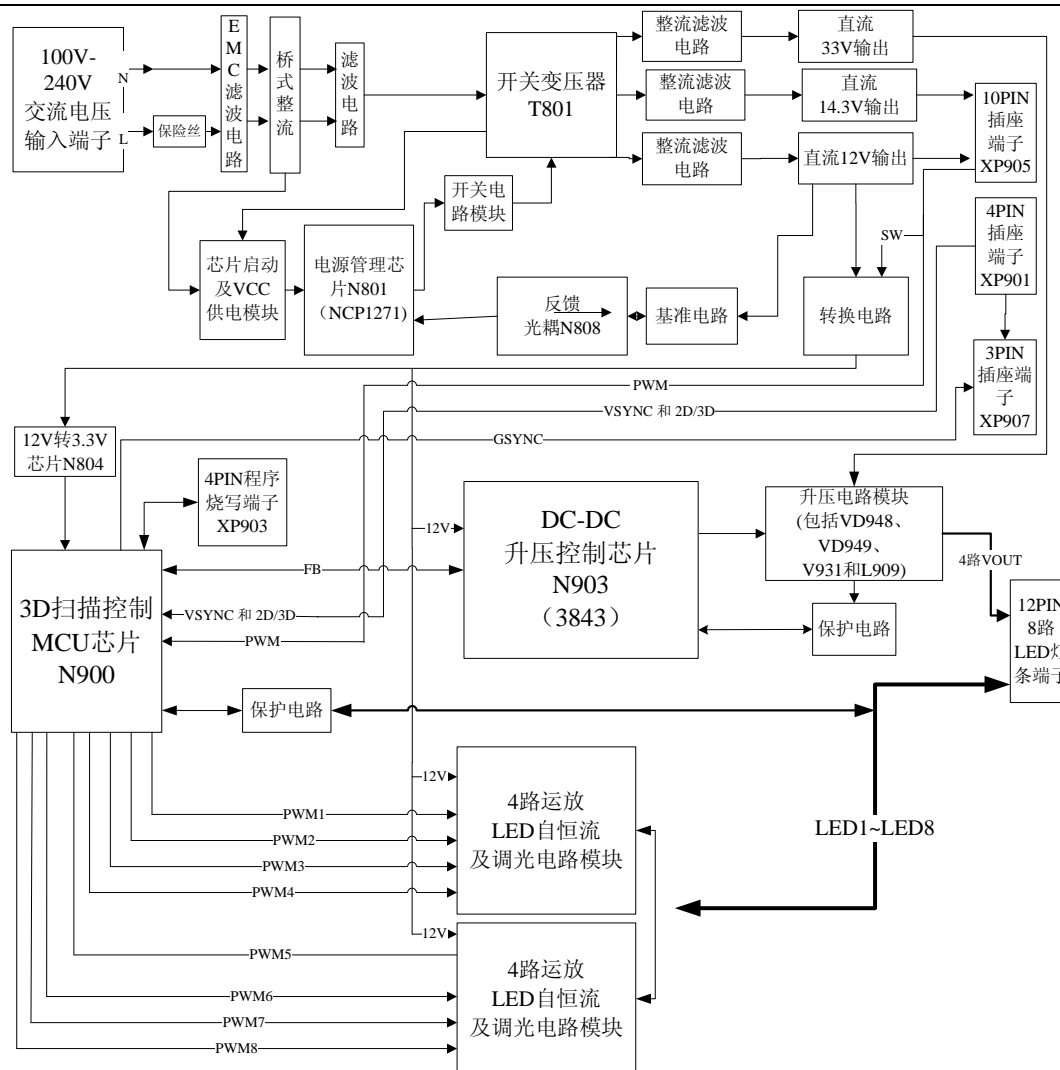 100V-
240V
交流电压
输入端子
N
L
保险丝
E
M
C
滤
波
电
路
桥
式
整
流
滤
波
电
路
开关变压器
T801
整流滤波
电路
直流
33V输出
整流滤波
电路
直流
14.3V输出
整流滤波
电路
直流12V输出
10PIN
插座
端子
XP905
4PIN
插座
端子
XP901
3PIN
插座端
子
XP907
开关电
路模块
芯片启动
及VCC
供电模块
电源管理芯
片N801
（NCP1271)
反馈
光耦N808
基准电路
SW
转换电路
PWM
VSYNC 和 2D/3D
GSYNC
12V转3.3V
芯片N804
4PIN程序
烧写端子
XP903
12V
DC-DC
升压控制芯片
N903
（3843）
升压电路模块
(包括VD948、
VD949、
V931和L909)
4路VOUT
FB
3D扫描控制
MCU芯片
N900
VSYNC 和 2D/3D
PWM
保护电路
12PIN
8路
LED灯
条端子
保护电路
12V
4路运放
LED自恒流
及调光电路模块
PWM1
PWM2
PWM3
PWM4
LED1~LED8
12V
4路运放
LED自恒流
及调光电路模块
PWM5
PWM6
PWM7
PWM8